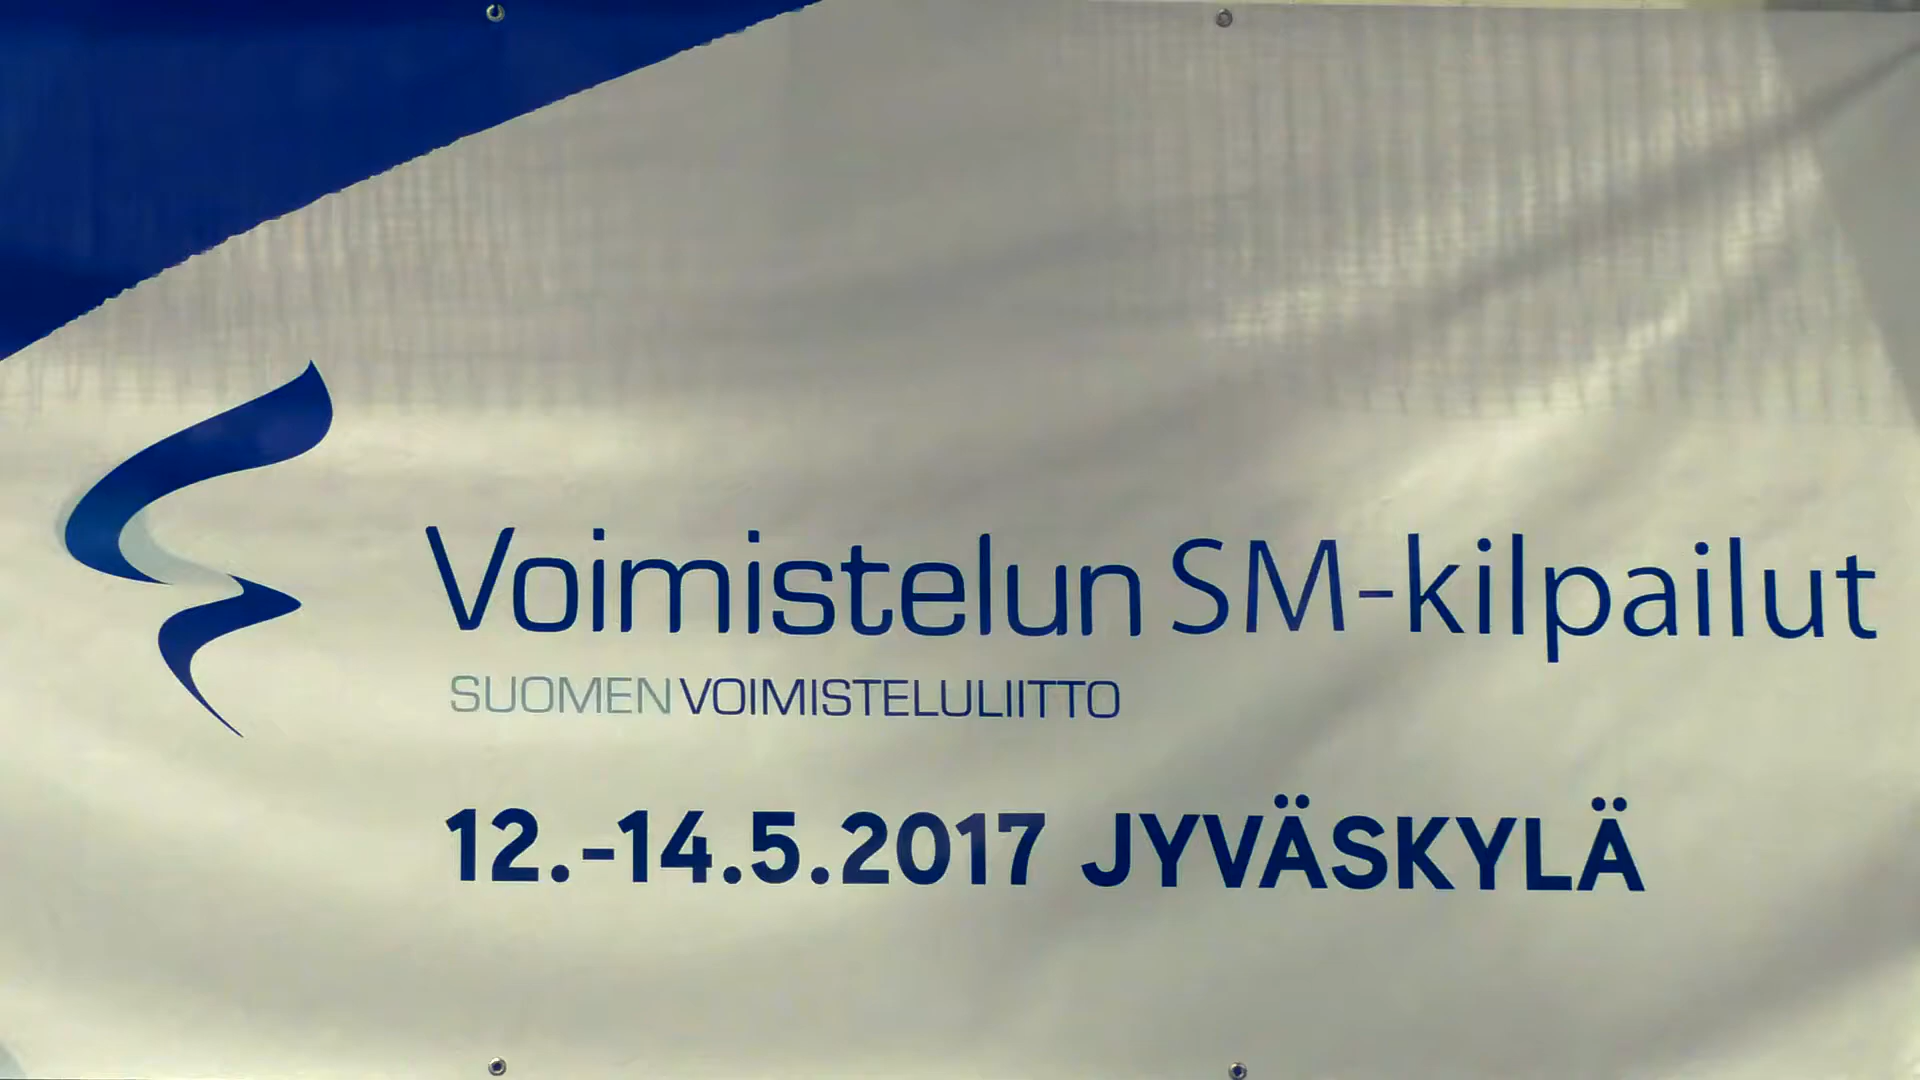 Voimistelun SM-kilpailut
SUOMEN VOIMISTELULIITTO
12.-14.5.2017 JYVÄSKYLÄ